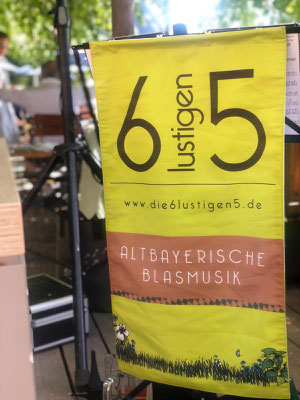 6 lustigen 5
www.die6lustigen5.de
ALTBAYERISCHE
BLASMUSIK